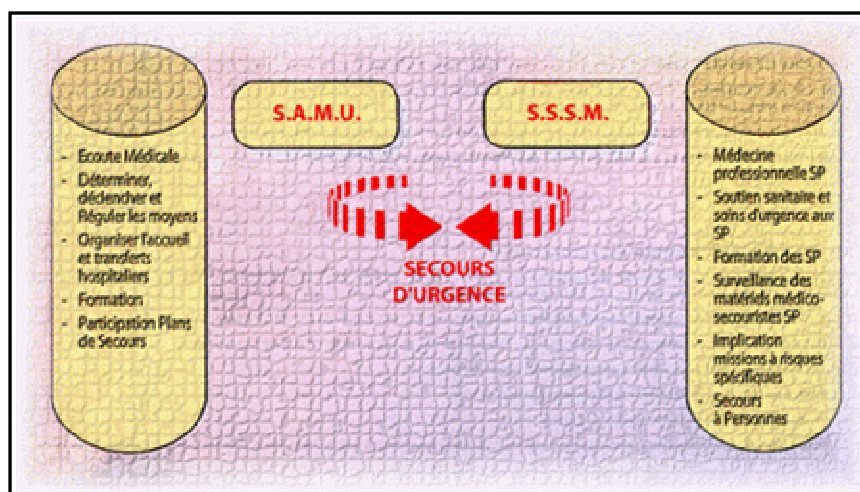 S.A.M.U.
S.S.S.M.
- Ecoute Médicale
- Déterminer,
déclencher et
Réguler les moyens
- Organiser l'accueil
et transferts
hospitaliers
- Formation
- Participation Plans
de Secours
SECOURS
D'URGENCE
- Médecine
professionnelle SP
- Soutien sanitaire et
soins d'urgence aux
SP
- Formation des SP
- Surveillance des
matériels médico-
secouristes SP
- Implication
missions à risques
spécifiques
- Secours
à Personnes